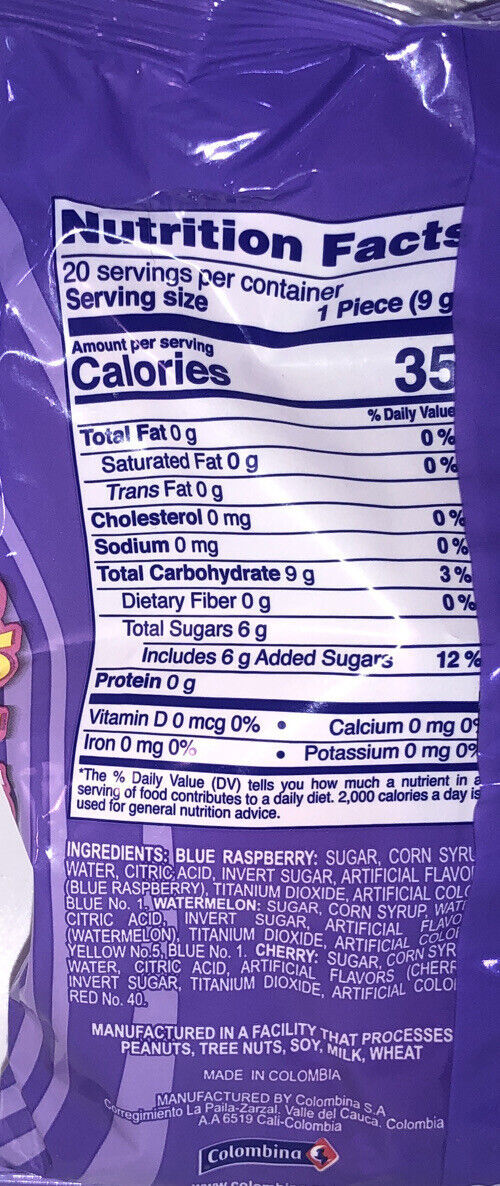 Nutrition Facts
20 servings per container
Serving size 1 Piece (9 g
Amount per serving
Calories 35
% Daily Value
Total Fat 0 g 0 %
Saturated Fat 0 g 0 %
Trans Fat 0 g
Cholesterol 0 mg 0 %
Sodium 0 mg 0 %
Total Carbohydrate 9 g 3 %
Dietary Fiber 0 g 0 %
Total Sugars 6 g
Includes 6 g Added Sugars 12 %
Protein 0 g
Vitamin D 0 mcg 0% • Calcium 0 mg 0%
Iron 0 mg 0% • Potassium 0 mg 0%
*The % Daily Value (DV) tells you how much a nutrient in a
serving of food contributes to a daily diet. 2,000 calories a day is
used for general nutrition advice.
INGREDIENTS: BLUE RASPBERRY: SUGAR, CORN SYRU
WATER, CITRIC ACID, INVERT SUGAR, ARTIFICIAL FLAVO
(BLUE RASPBERRY), TITANIUM DIOXIDE, ARTIFICIAL COLO
BLUE No. 1. WATERMELON: SUGAR, CORN SYRUP, WAT
CITRIC ACID, INVERT SUGAR, ARTIFICIAL FLAVO
(WATERMELON), TITANIUM DIOXIDE, ARTIFICIAL COLO
YELLOW No.5, BLUE No. 1. CHERRY: SUGAR, CORN SYR
WATER, CITRIC ACID, ARTIFICIAL FLAVORS (CHERR
INVERT SUGAR, TITANIUM DIOXIDE, ARTIFICIAL COLO
RED No. 40.
MANUFACTURED IN A FACILITY THAT PROCESSES
PEANUTS, TREE NUTS, SOY, MILK, WHEAT
MADE IN COLOMBIA
MANUFACTURED BY Colombina S.A
Corregimiento La Paila-Zarzal. Valle del Cauca. Colombia
A.A 6519 Cali-Colombia
Colombina